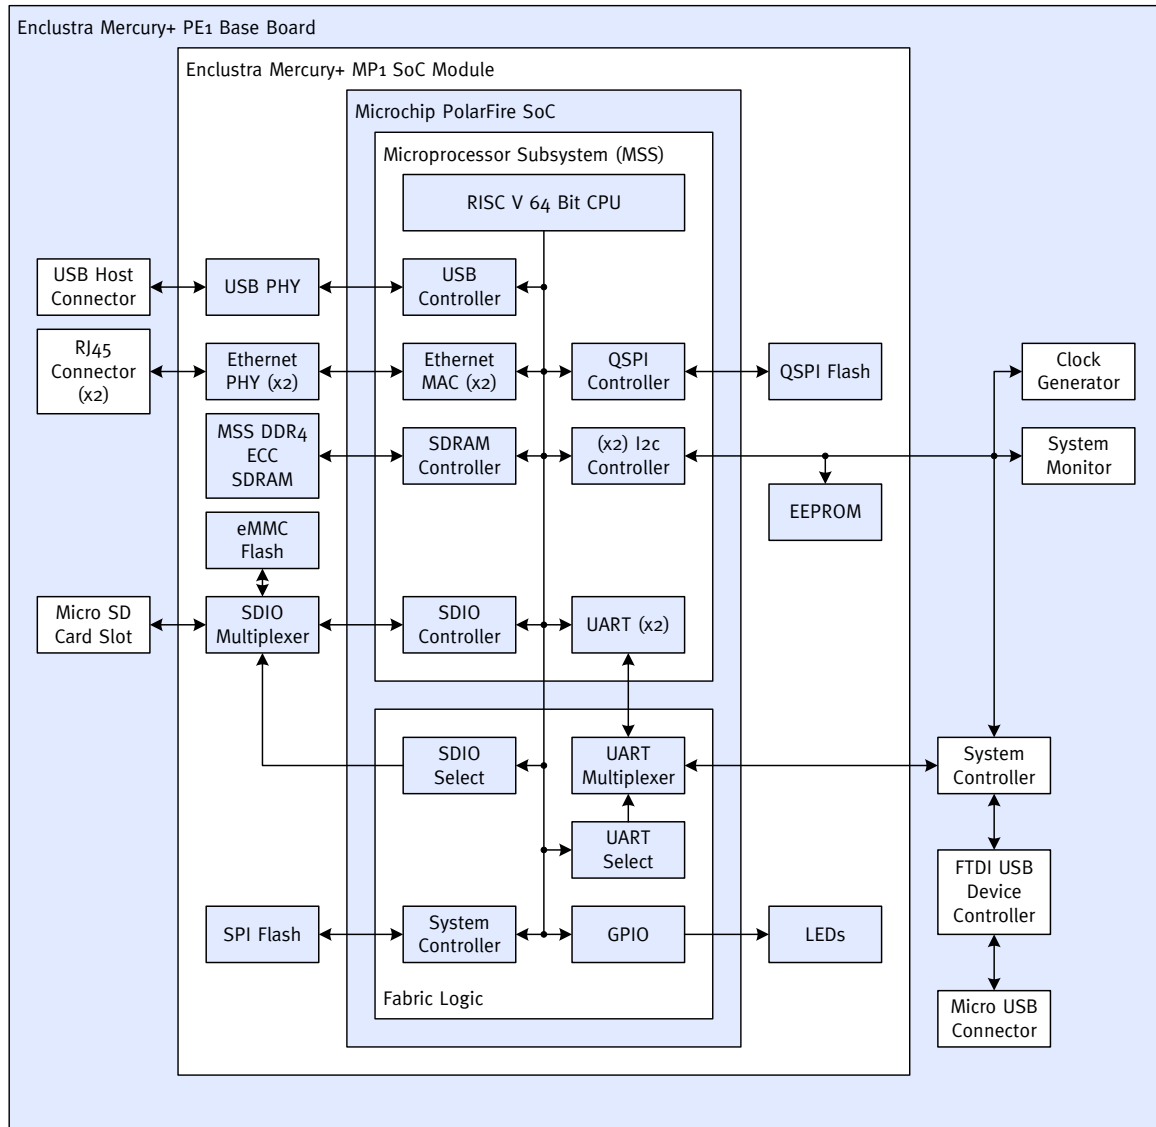 Enclustra Mercury+ PE1 Base Board
Enclustra Mercury+ MP1 SoC Module
Microchip PolarFire SoC
Microprocessor Subsystem (MSS)
RISC V 64 Bit CPU
USB Host
Connector
USB PHY
USB
Controller
RJ45
Connector
(x2)
Ethernet
PHY (x2)
Ethernet
MAC (x2)
QSPI
Controller
QSPI Flash
Clock
Generator
MSS DDR4
ECC
SDRAM
SDRAM
Controller
(x2) I2c
Controller
System
Monitor
EEPROM
eMMC
Flash
Micro SD
Card Slot
SDIO
Multiplexer
SDIO
Controller
UART (x2)
SDIO
Select
UART
Multiplexer
System
Controller
UART
Select
FTDI USB
Device
Controller
SPI Flash
System
Controller
GPIO
LEDs
Fabric Logic
Micro USB
Connector